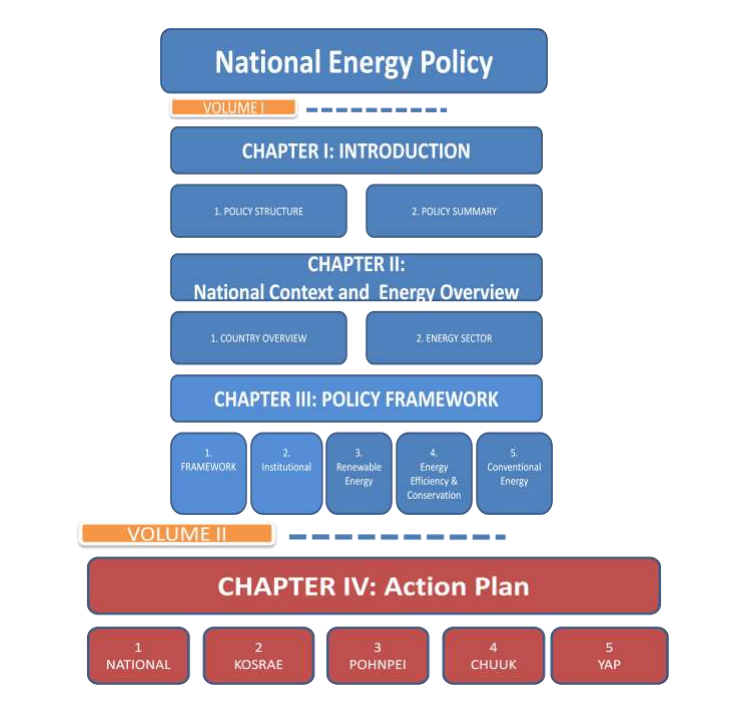 National Energy Policy
VOLUME I
CHAPTER I: INTRODUCTION
1. POLICY STRUCTURE
2. POLICY SUMMARY
CHAPTER II:
National Context and Energy Overview
1. COUNTRY OVERVIEW
2. ENERGY SECTOR
CHAPTER III: POLICY FRAMEWORK
1.
FRAMEWORK
2.
Institutional
3.
Renewable
Energy
4.
Energy
Efficiency &
Conservation
5.
Conventional
Energy
VOLUME II
CHAPTER IV: Action Plan
1
NATIONAL
2
KOSRAE
3
POHNPEI
4
CHUUK
5
YAP